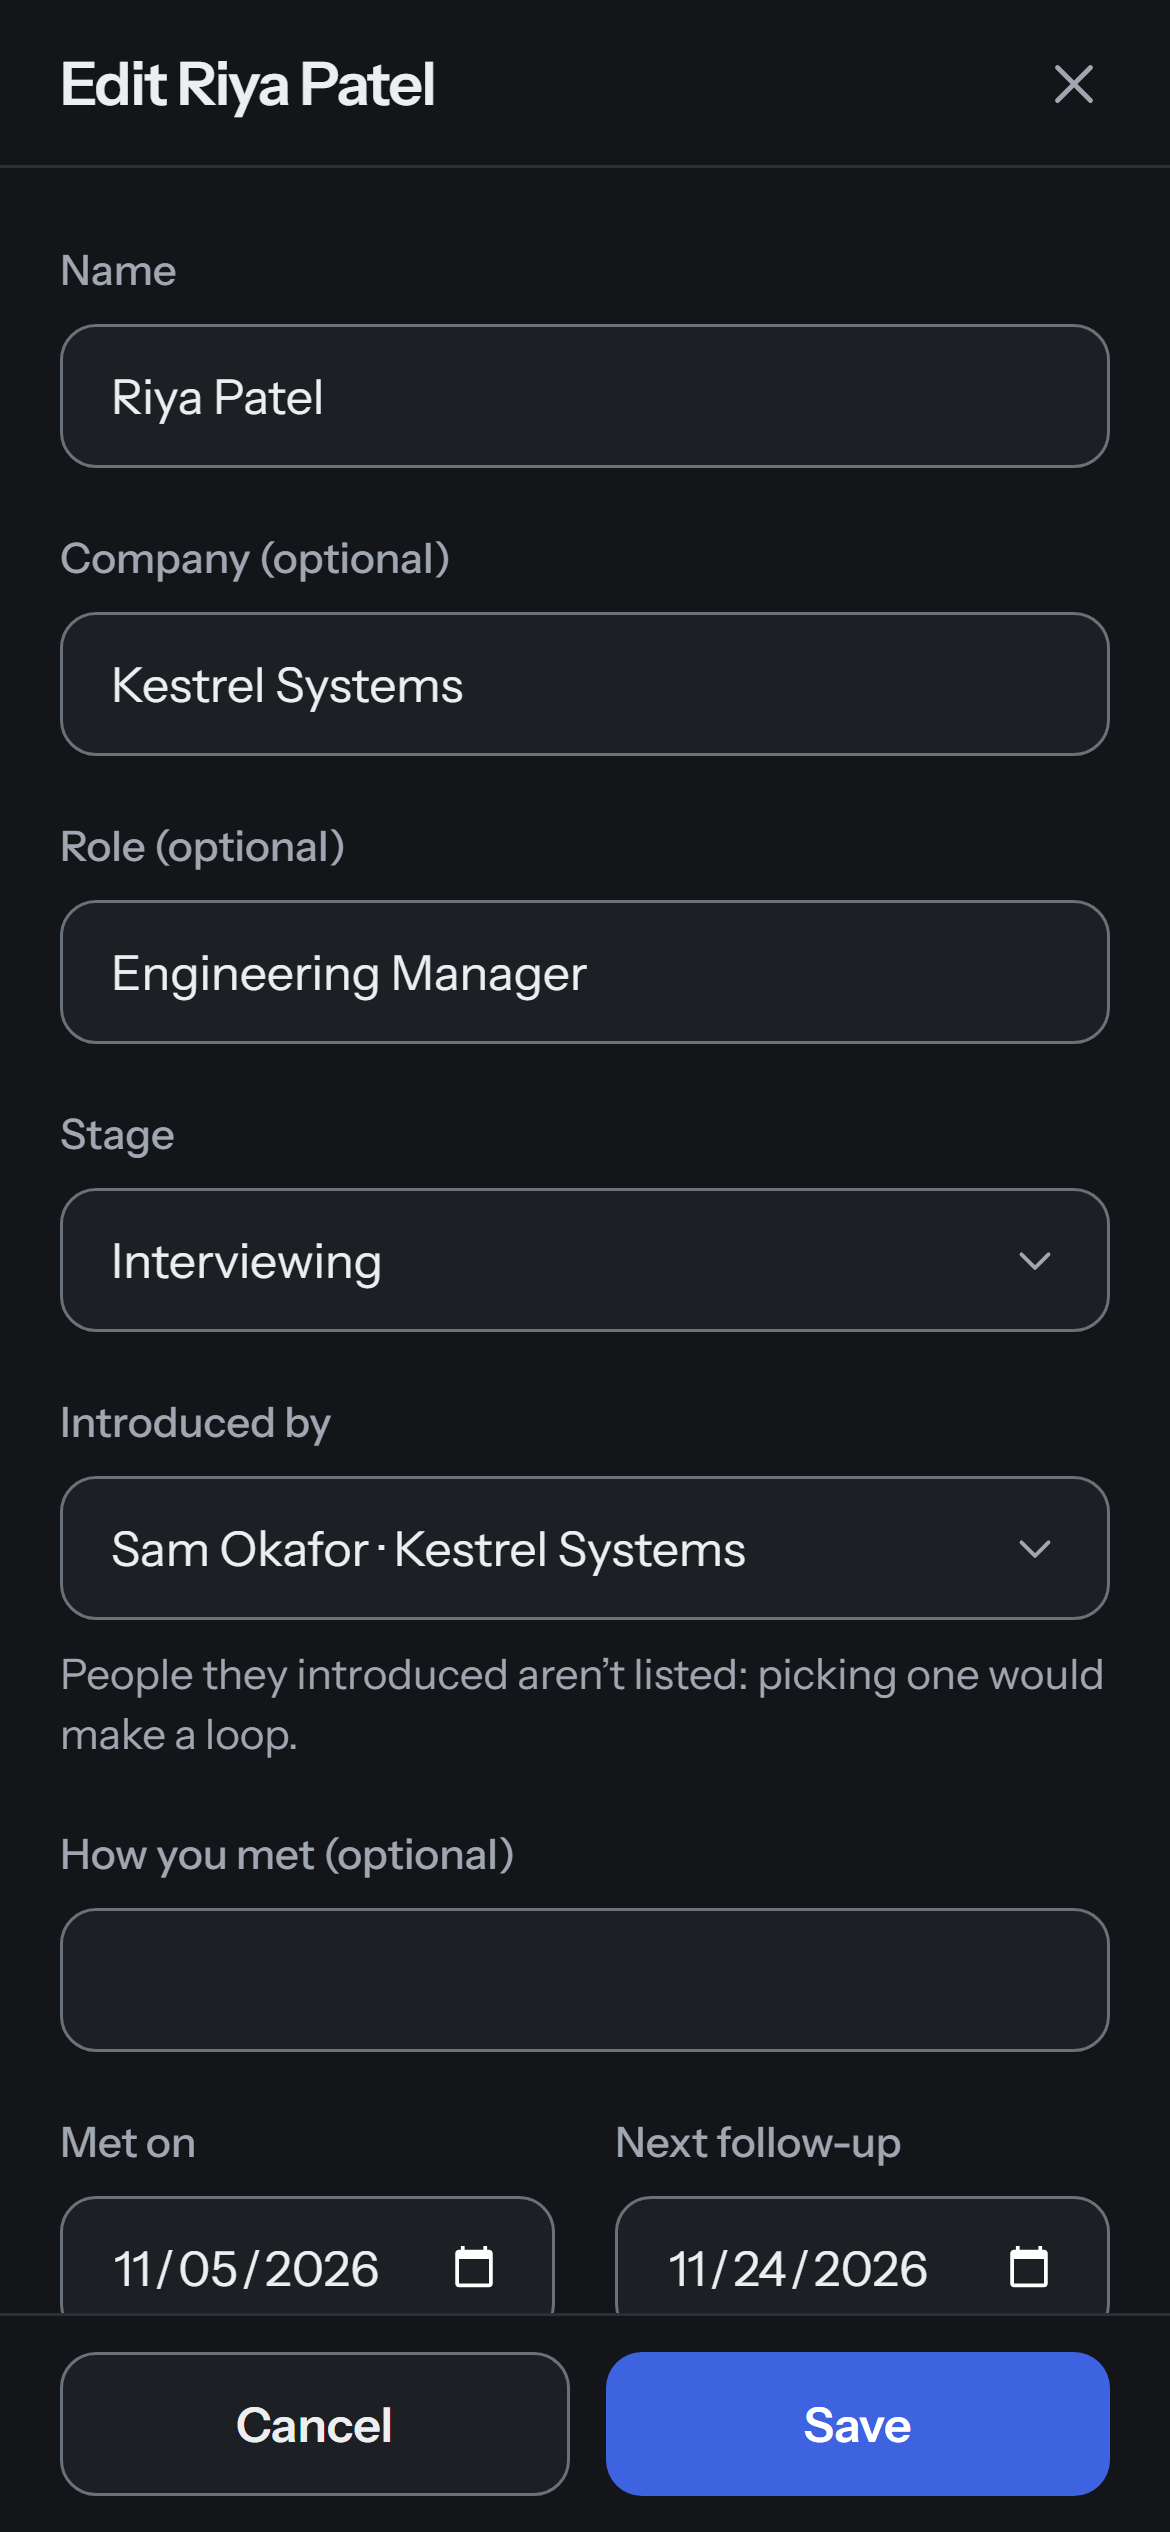 Edit Riya Patel
Name
Riya Patel
Company (optional)
Kestrel Systems
Role (optional)
Engineering Manager
Stage
Interviewing
Introduced by
Sam Okafor · Kestrel Systems
People they introduced aren’t listed: picking one would
make a loop.
How you met (optional)
Met on
Next follow-up
11/05/2026
11/24/2026
Cancel
Save